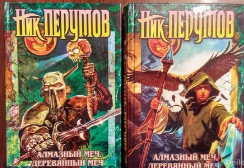 Ник Перумов
АЛМАЗНЫЙ МЕЧ,
ДЕРЕВЯННЫЙ МЕЧ
Ник Перумов
АЛМАЗНЫЙ МЕЧ,
ДЕРЕВЯННЫЙ МЕЧ